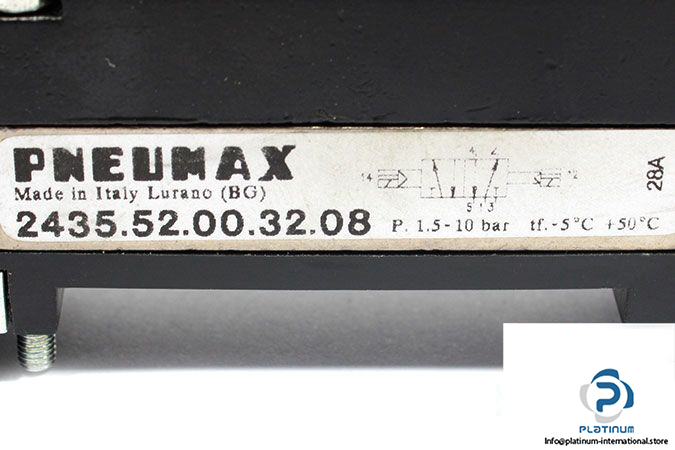 PNEUMAX
Made in Italy Lurano (BG)
2435.52.00.32.08
14 4 2 12
5 3
P. 1.5-10 bar tf.-5°C +50°C
28A
P
PLATINUM
Info@platinum-international.store